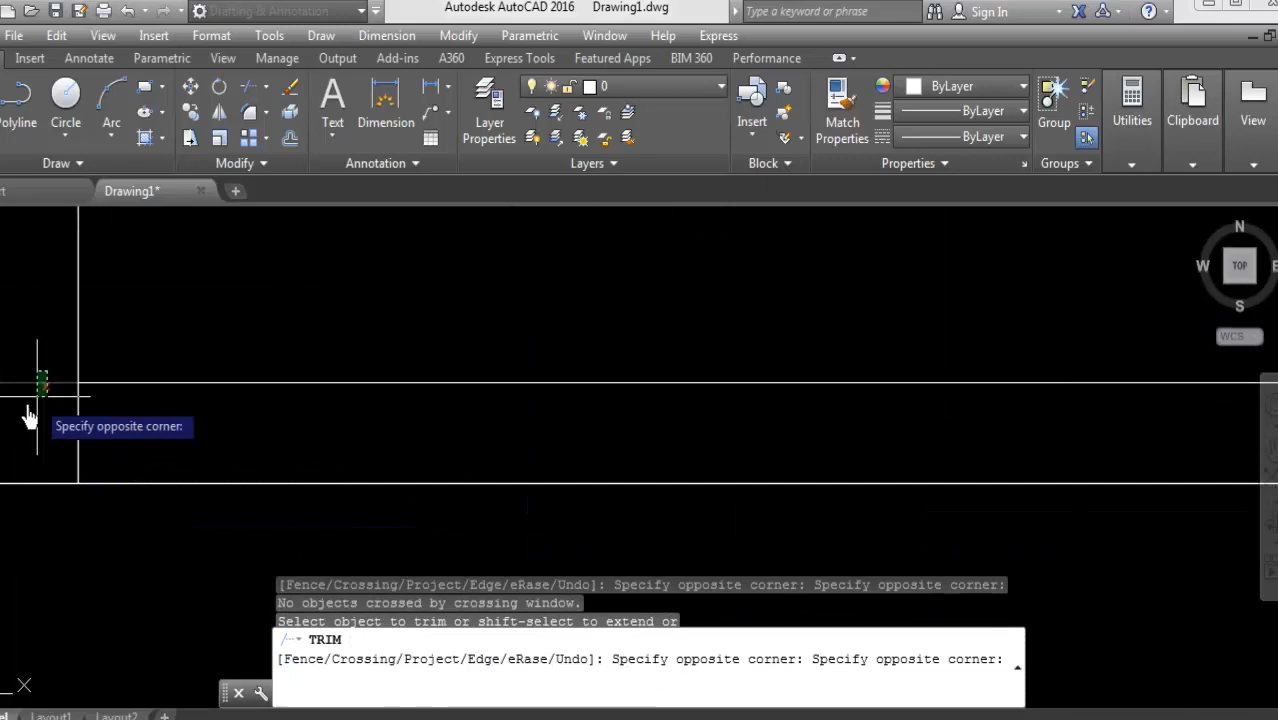 Drafting & Annotation
Autodesk AutoCAD 2016 Drawing1.dwg
Type a keyword or phrase
Sign In
File Edit View Insert Format Tools Draw Dimension Modify Parametric Window Help Express
Insert Annotate Parametric View Manage Output Add-ins A360 Express Tools Featured Apps BIM 360 Performance
0
ByLayer
ByLayer
ByLayer
Polyline Circle Arc Text Dimension Layer Properties Insert Match Properties Group Utilities Clipboard View
Draw Modify Annotation Layers Block Properties Groups
Drawing1*
N
W TOP E
S
WCS
Specify opposite corner:
[Fence/Crossing/Project/Edge/eRase/Undo]: Specify opposite corner: Specify opposite corner:
No objects crossed by crossing window.
Select object to trim or shift-select to extend or
TRIM
[Fence/Crossing/Project/Edge/eRase/Undo]: Specify opposite corner: Specify opposite corner:
X
Layout1 Layout2